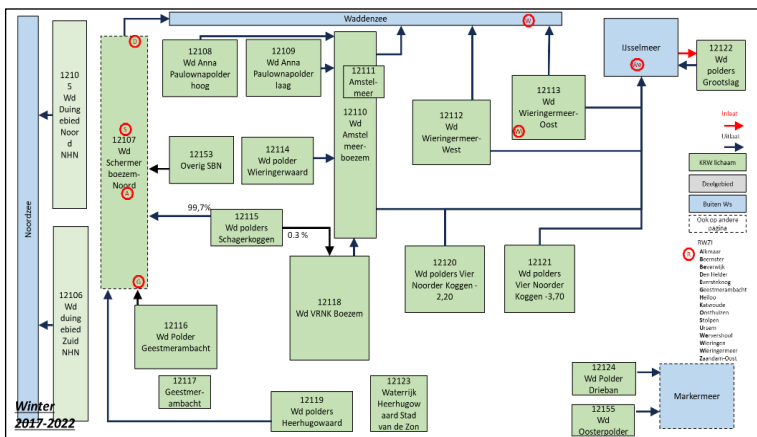 Waddenzee
W
Noordzee
1210
5
Wd
Duing
ebied
Noor
d
NHN
12106
Wd
duing
ebied
Zuid
NHN
D
S
12107
Wd
Schermer
boezem-
Noord
A
G
12108
Wd Anna
Paulownapolder
hoog
12109
Wd Anna
Paulownapolder
laag
12111
Amstel-
meer
12110
Wd
Amstel
meer-
boezem
12153
Overig SBN
12114
Wd polder
Wieringerwaard
99,7%
12115
Wd polders
Schagerkoggen
0.3 %
12112
Wd
Wieringermeer-
West
12113
Wd
Wieringermeer-
Oost
Wi
IJsselmeer
We
12122
Wd
polders
Grootslag
Inlaat
Uitlaat
KRW lichaam
Deelgebied
Buiten Ws
Ook op andere
pagina
RWZI
R
Alkmaar
Beemster
Beverwijk
Den Helder
Eversteknog
Geestmerambacht
Heiloo
Katwoude
Oosthuizen
Stolpen
Ursem
Wervershoof
Wieringen
Wieringermeer
Zaandam-Oost
12116
Wd Polder
Geestmerambacht
12117
Geestmer-
ambacht
12118
Wd VRNK Boezem
12119
Wd polders
Heerhugowaard
12123
Waterrijk
Heerhugow
aard Stad
van de Zon
12120
Wd polders Vier
Noorder Koggen -
2,20
12121
Wd polders
Vier Noorder
Koggen -3,70
12124
Wd Polder
Drieban
12155
Wd
Oosterpolder
Markermeer
Winter
2017-2022